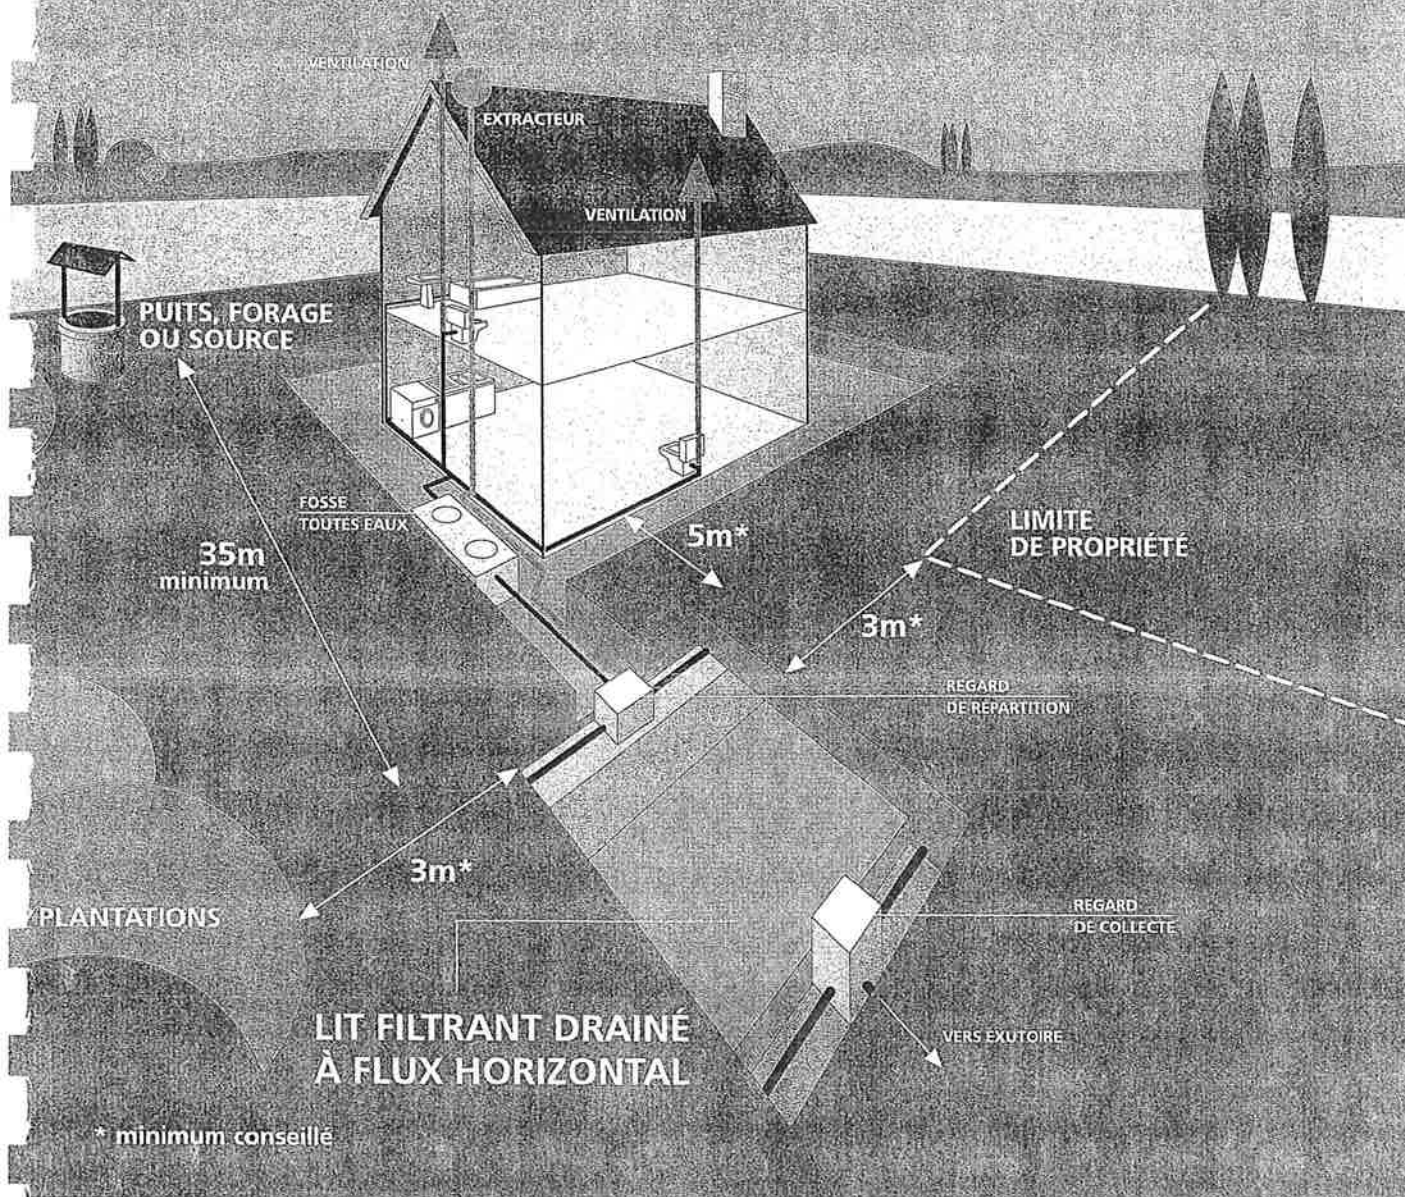 VENTILATION
EXTRACTEUR
VENTILATION
PUITS, FORAGE
OU SOURCE
FOSSE
TOUTES EAUX
35m
minimum
5m*
LIMITE
DE PROPRIÉTÉ
3m*
REGARD
DE RÉPARTITION
3m*
PLANTATIONS
REGARD
DE COLLECTE
LIT FILTRANT DRAINÉ
À FLUX HORIZONTAL
VERS EXUTOIRE
* minimum conseillé